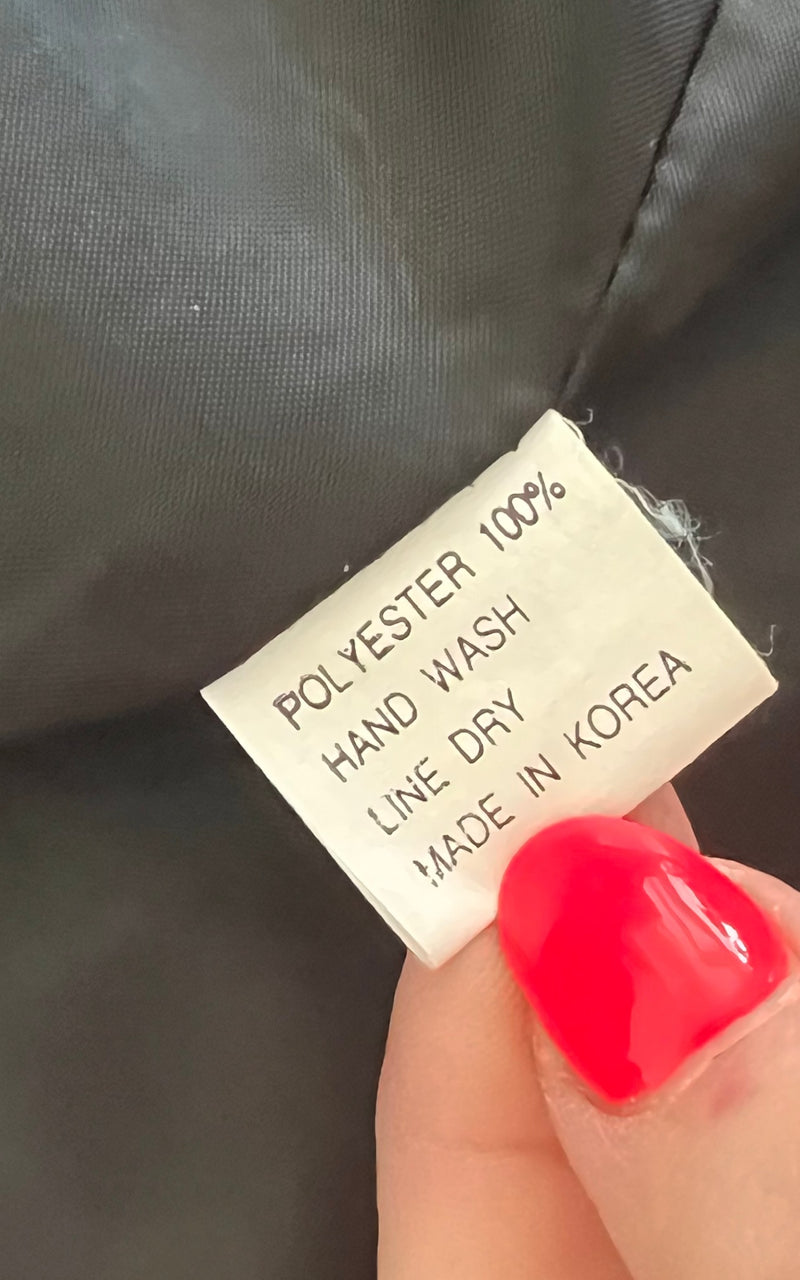 POLYESTER 100%
HAND WASH
LINE DRY
MADE IN KOREA